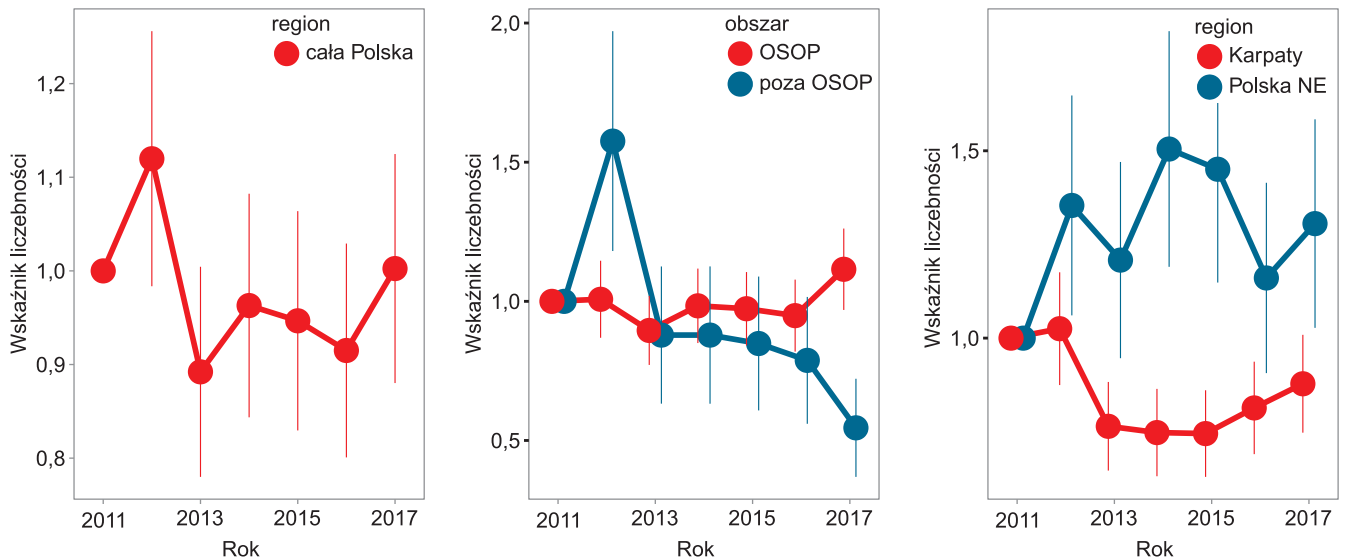 region
cała Polska
1,2
1,1
1,0
0,9
0,8
Wskaźnik liczebności
2011 2013 2015 2017
Rok
obszar
OSOP
poza OSOP
2,0
1,5
1,0
0,5
Wskaźnik liczebności
2011 2013 2015 2017
Rok
region
Karpaty
Polska NE
1,5
1,0
Wskaźnik liczebności
2011 2013 2015 2017
Rok